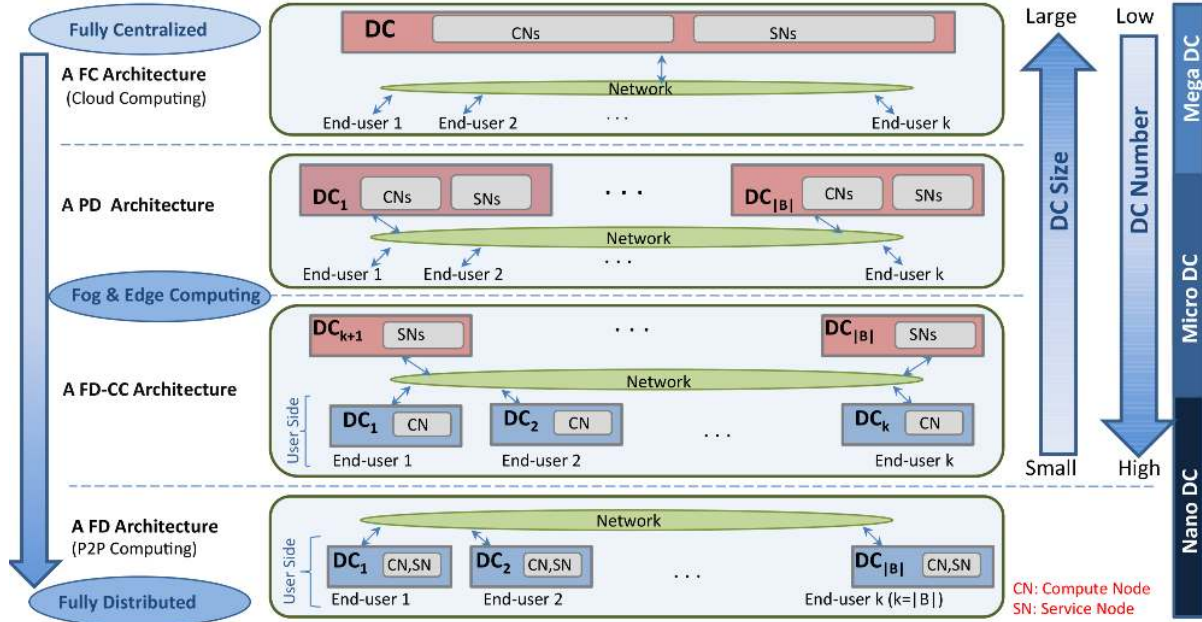 Fully Centralized
A FC Architecture
(Cloud Computing)
DC CNs SNs
Network
End-user 1 End-user 2 . . . End-user k
A PD Architecture
DC1 CNs SNs . . . DC|B| CNs SNs
Network
End-user 1 End-user 2 . . . End-user k
Fog & Edge Computing
A FD-CC Architecture
DCk+1 SNs . . . DC|B| SNs
Network
User Side
DC1 CN DC2 CN . . . DCk CN
End-user 1 End-user 2 End-user k
A FD Architecture
(P2P Computing)
Network
User Side
DC1 CN,SN DC2 CN,SN . . . DC|B| CN,SN
End-user 1 End-user 2 End-user k (k=|B|)
Fully Distributed
Large Low
DC Size
DC Number
Small High
Mega DC
Micro DC
Nano DC
CN: Compute Node
SN: Service Node